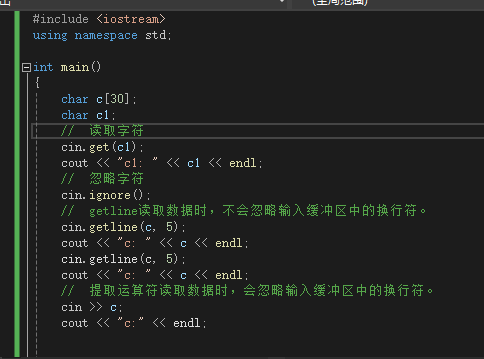 出
(全局范围)
#include <iostream>
using namespace std;
int main()
{
char c[30];
char c1;
// 读取字符
cin.get(c1);
cout << "c1: " << c1 << endl;
// 忽略字符
cin.ignore();
// getline读取数据时，不会忽略输入缓冲区中的换行符。
cin.getline(c, 5);
cout << "c: " << c << endl;
cin.getline(c, 5);
cout << "c: " << c << endl;
// 提取运算符读取数据时，会忽略输入缓冲区中的换行符。
cin >> c;
cout << "c:" << endl;